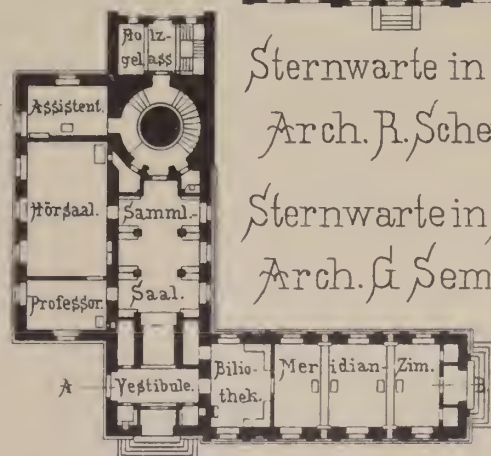 Holz-
gelass
Assistent.
Hörsaal.
Samml.-
Saal.
Professor.
A
Vestibule.
Biblio-
thek.
Meridian-Zim.
B
Sternwarte in
Arch. R. Sche
Sternwarte in
Arch. G Sem